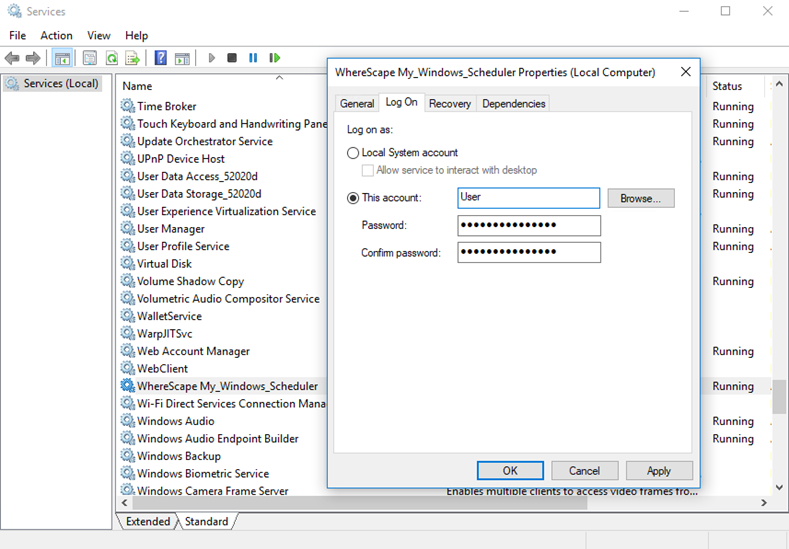 Services
File Action View Help
Services (Local)
Name
Time Broker
Touch Keyboard and Handwriting Pane
Update Orchestrator Service
UPnP Device Host
User Data Access_52020d
User Data Storage_52020d
User Experience Virtualization Service
User Manager
User Profile Service
Virtual Disk
Volume Shadow Copy
Volumetric Audio Compositor Service
WalletService
WarpJITSvc
Web Account Manager
WebClient
WhereScape My_Windows_Scheduler
Wi-Fi Direct Services Connection Mana
Windows Audio
Windows Audio Endpoint Builder
Windows Backup
Windows Biometric Service
Windows Camera Frame Server
Enables multiple clients to access video frames fro...
Status
Running
Running
Running
Running
Running
Running
Running
Running
Running
Running
Running
Running
Extended Standard
WhereScape My_Windows_Scheduler Properties (Local Computer)
General Log On Recovery Dependencies
Log on as:
Local System account
Allow service to interact with desktop
This account: User Browse...
Password: ●●●●●●●●●●●●●●●
Confirm password: ●●●●●●●●●●●●●●●
OK Cancel Apply